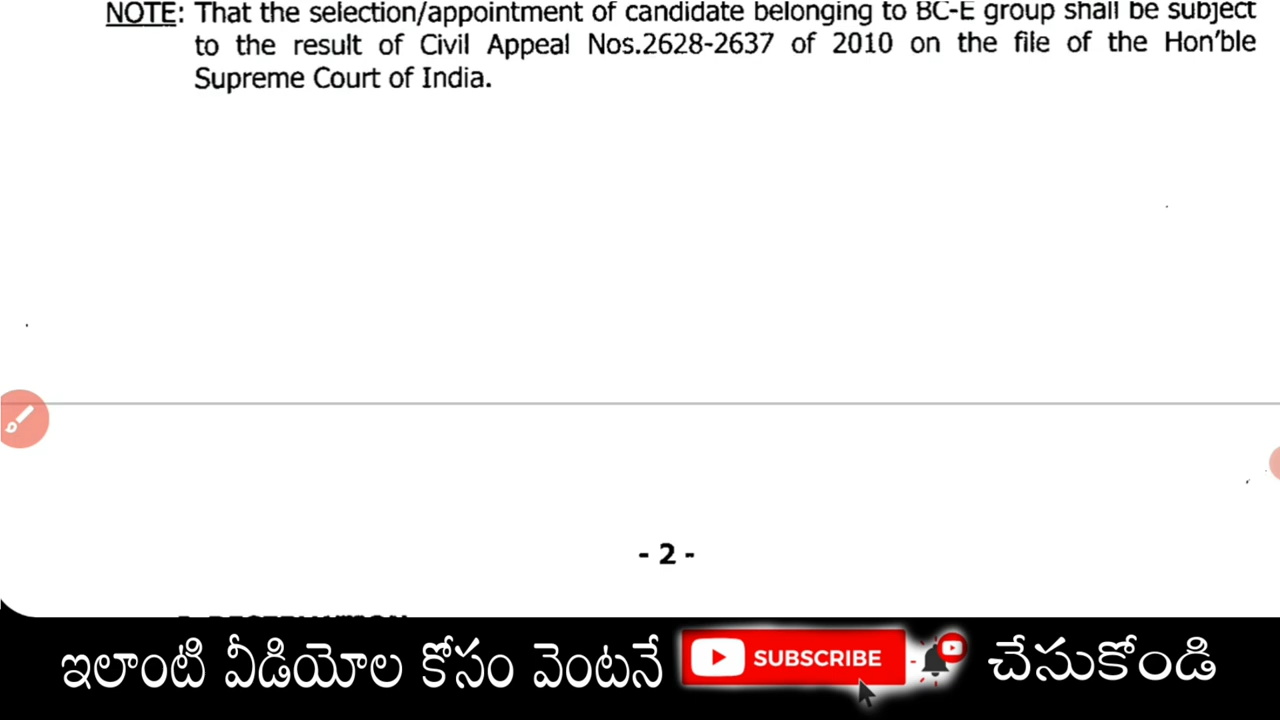 NOTE: That the selection/appointment of candidate belonging to BC-E group shall be subject
to the result of Civil Appeal Nos.2628-2637 of 2010 on the file of the Hon'ble
Supreme Court of India.
- 2 -
ఇలాంటి వీడియోల కోసం వెంటనే SUBSCRIBE చేసుకోండి